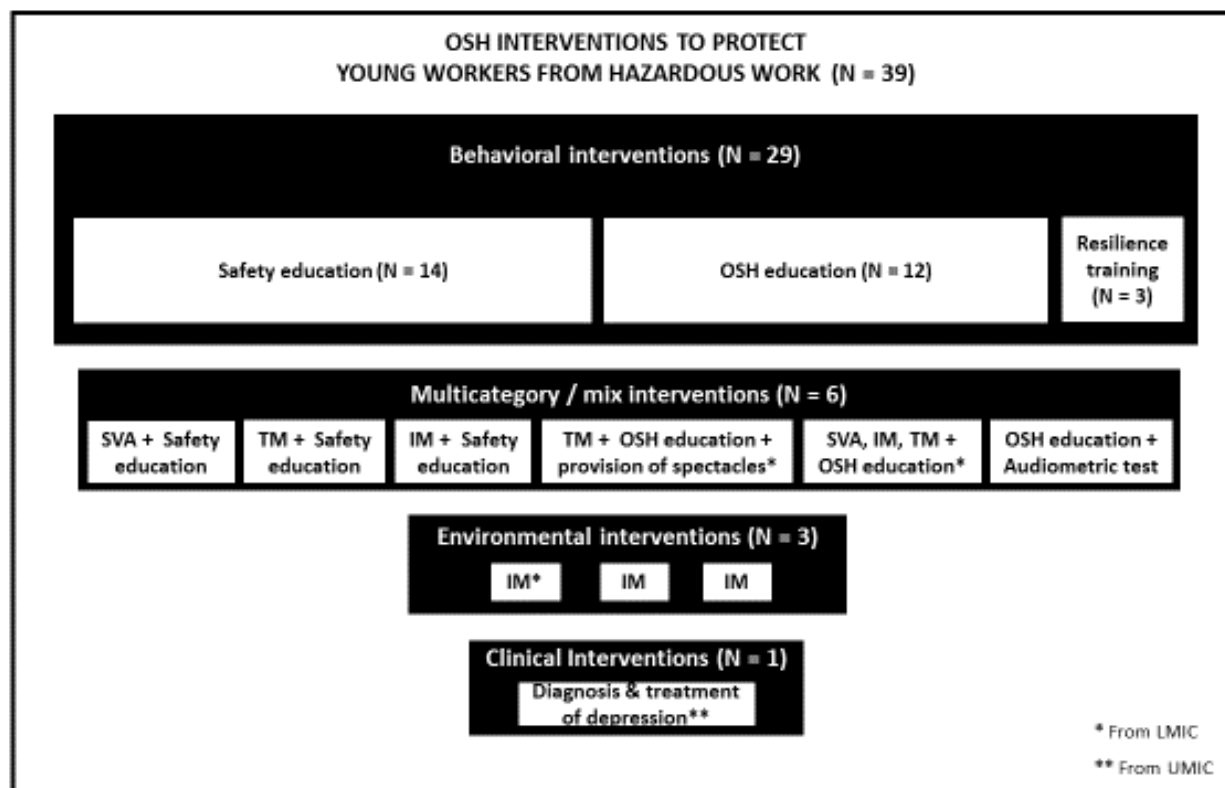 OSH INTERVENTIONS TO PROTECT
YOUNG WORKERS FROM HAZARDOUS WORK (N = 39)
Behavioral interventions (N = 29)
Safety education (N = 14)
OSH education (N = 12)
Resilience
training
(N = 3)
Multicategory / mix interventions (N = 6)
SVA + Safety
education
TM + Safety
education
IM + Safety
education
TM + OSH education +
provision of spectacles*
SVA, IM, TM +
OSH education*
OSH education +
Audiometric test
Environmental interventions (N = 3)
IM*
IM
IM
Clinical Interventions (N = 1)
Diagnosis & treatment
of depression**
* From LMIC
** From UMIC